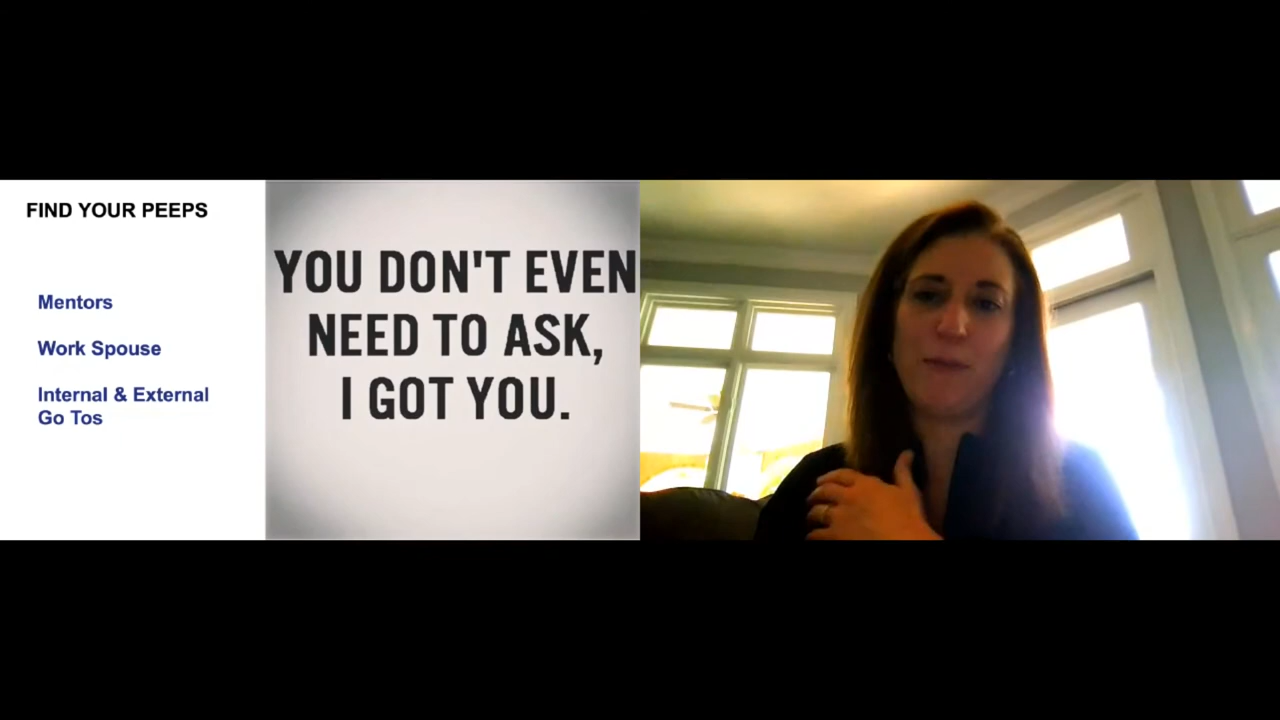 FIND YOUR PEEPS
Mentors
Work Spouse
Internal & External
Go Tos
YOU DON'T EVEN
NEED TO ASK,
I GOT YOU.